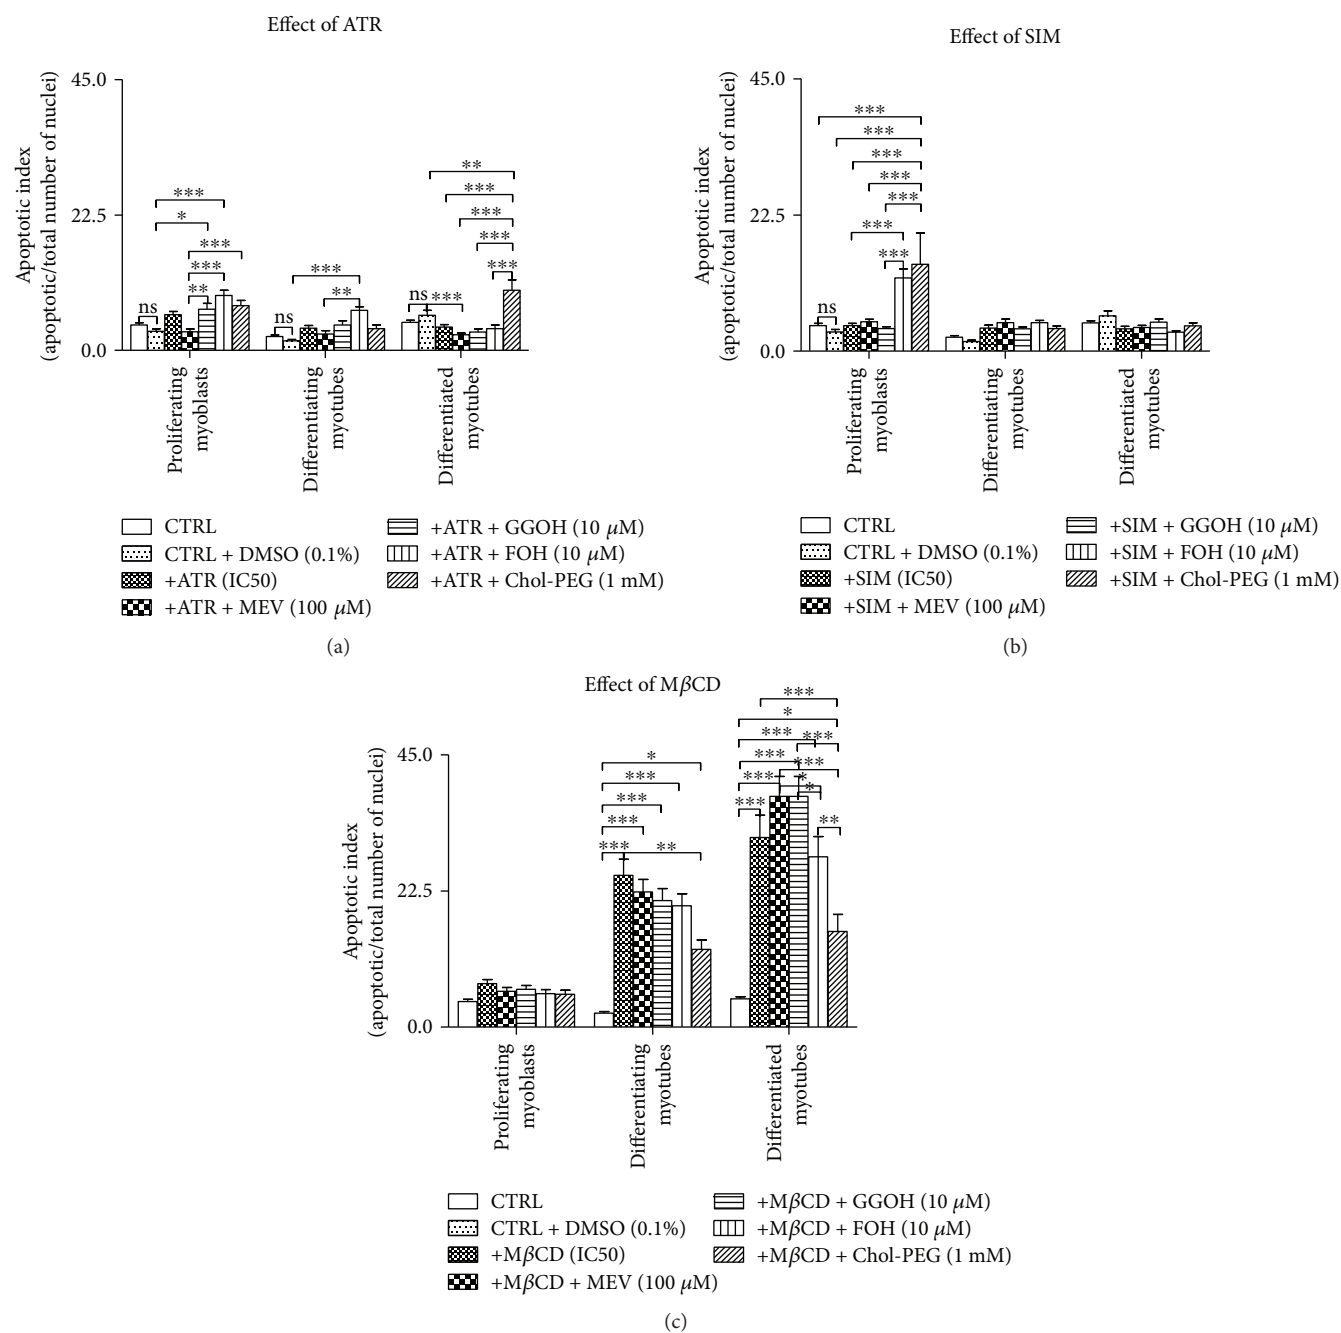 Effect of ATR
Apoptotic index
(apoptotic/total number of nuclei)
45.0
22.5
0.0
ns
*
***
**
***
***
ns
***
**
ns
***
**
***
***
***
***
Proliferating
myoblasts
Differentiating
myotubes
Differentiated
myotubes
CTRL
CTRL + DMSO (0.1%)
+ATR (IC50)
+ATR + MEV (100 μM)
+ATR + GGOH (10 μM)
+ATR + FOH (10 μM)
+ATR + Chol-PEG (1 mM)
(a)
Effect of SIM
Apoptotic index
(apoptotic/total number of nuclei)
45.0
22.5
0.0
***
***
***
***
***
***
***
ns
Proliferating
myoblasts
Differentiating
myotubes
Differentiated
myotubes
CTRL
CTRL + DMSO (0.1%)
+SIM (IC50)
+SIM + MEV (100 μM)
+SIM + GGOH (10 μM)
+SIM + FOH (10 μM)
+SIM + Chol-PEG (1 mM)
(b)
Effect of MβCD
Apoptotic index
(apoptotic/total number of nuclei)
45.0
22.5
0.0
*
***
***
***
***
**
***
*
***
***
***
***
***
*
*
***
**
Proliferating
myoblasts
Differentiating
myotubes
Differentiated
myotubes
CTRL
CTRL + DMSO (0.1%)
+MβCD (IC50)
+MβCD + MEV (100 μM)
+MβCD + GGOH (10 μM)
+MβCD + FOH (10 μM)
+MβCD + Chol-PEG (1 mM)
(c)